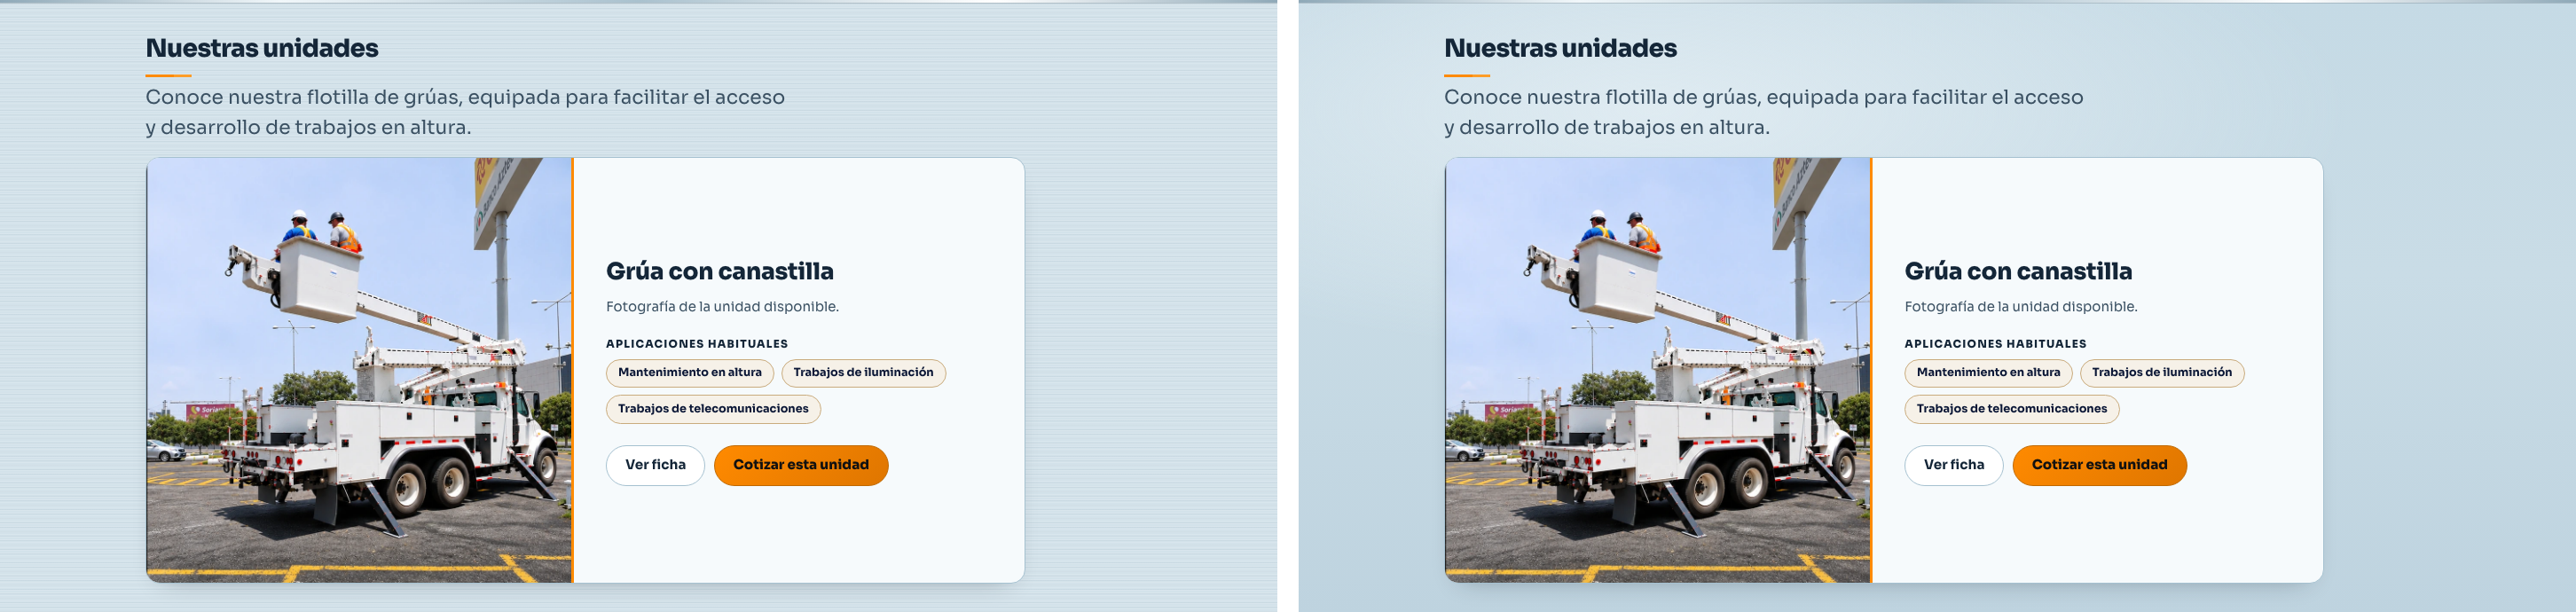 Nuestras unidades
Conoce nuestra flotilla de grúas, equipada para facilitar el acceso
y desarrollo de trabajos en altura.
Grúa con canastilla
Fotografía de la unidad disponible.
APLICACIONES HABITUALES
Mantenimiento en altura
Trabajos de iluminación
Trabajos de telecomunicaciones
Ver ficha
Cotizar esta unidad
Nuestras unidades
Conoce nuestra flotilla de grúas, equipada para facilitar el acceso
y desarrollo de trabajos en altura.
Grúa con canastilla
Fotografía de la unidad disponible.
APLICACIONES HABITUALES
Mantenimiento en altura
Trabajos de iluminación
Trabajos de telecomunicaciones
Ver ficha
Cotizar esta unidad